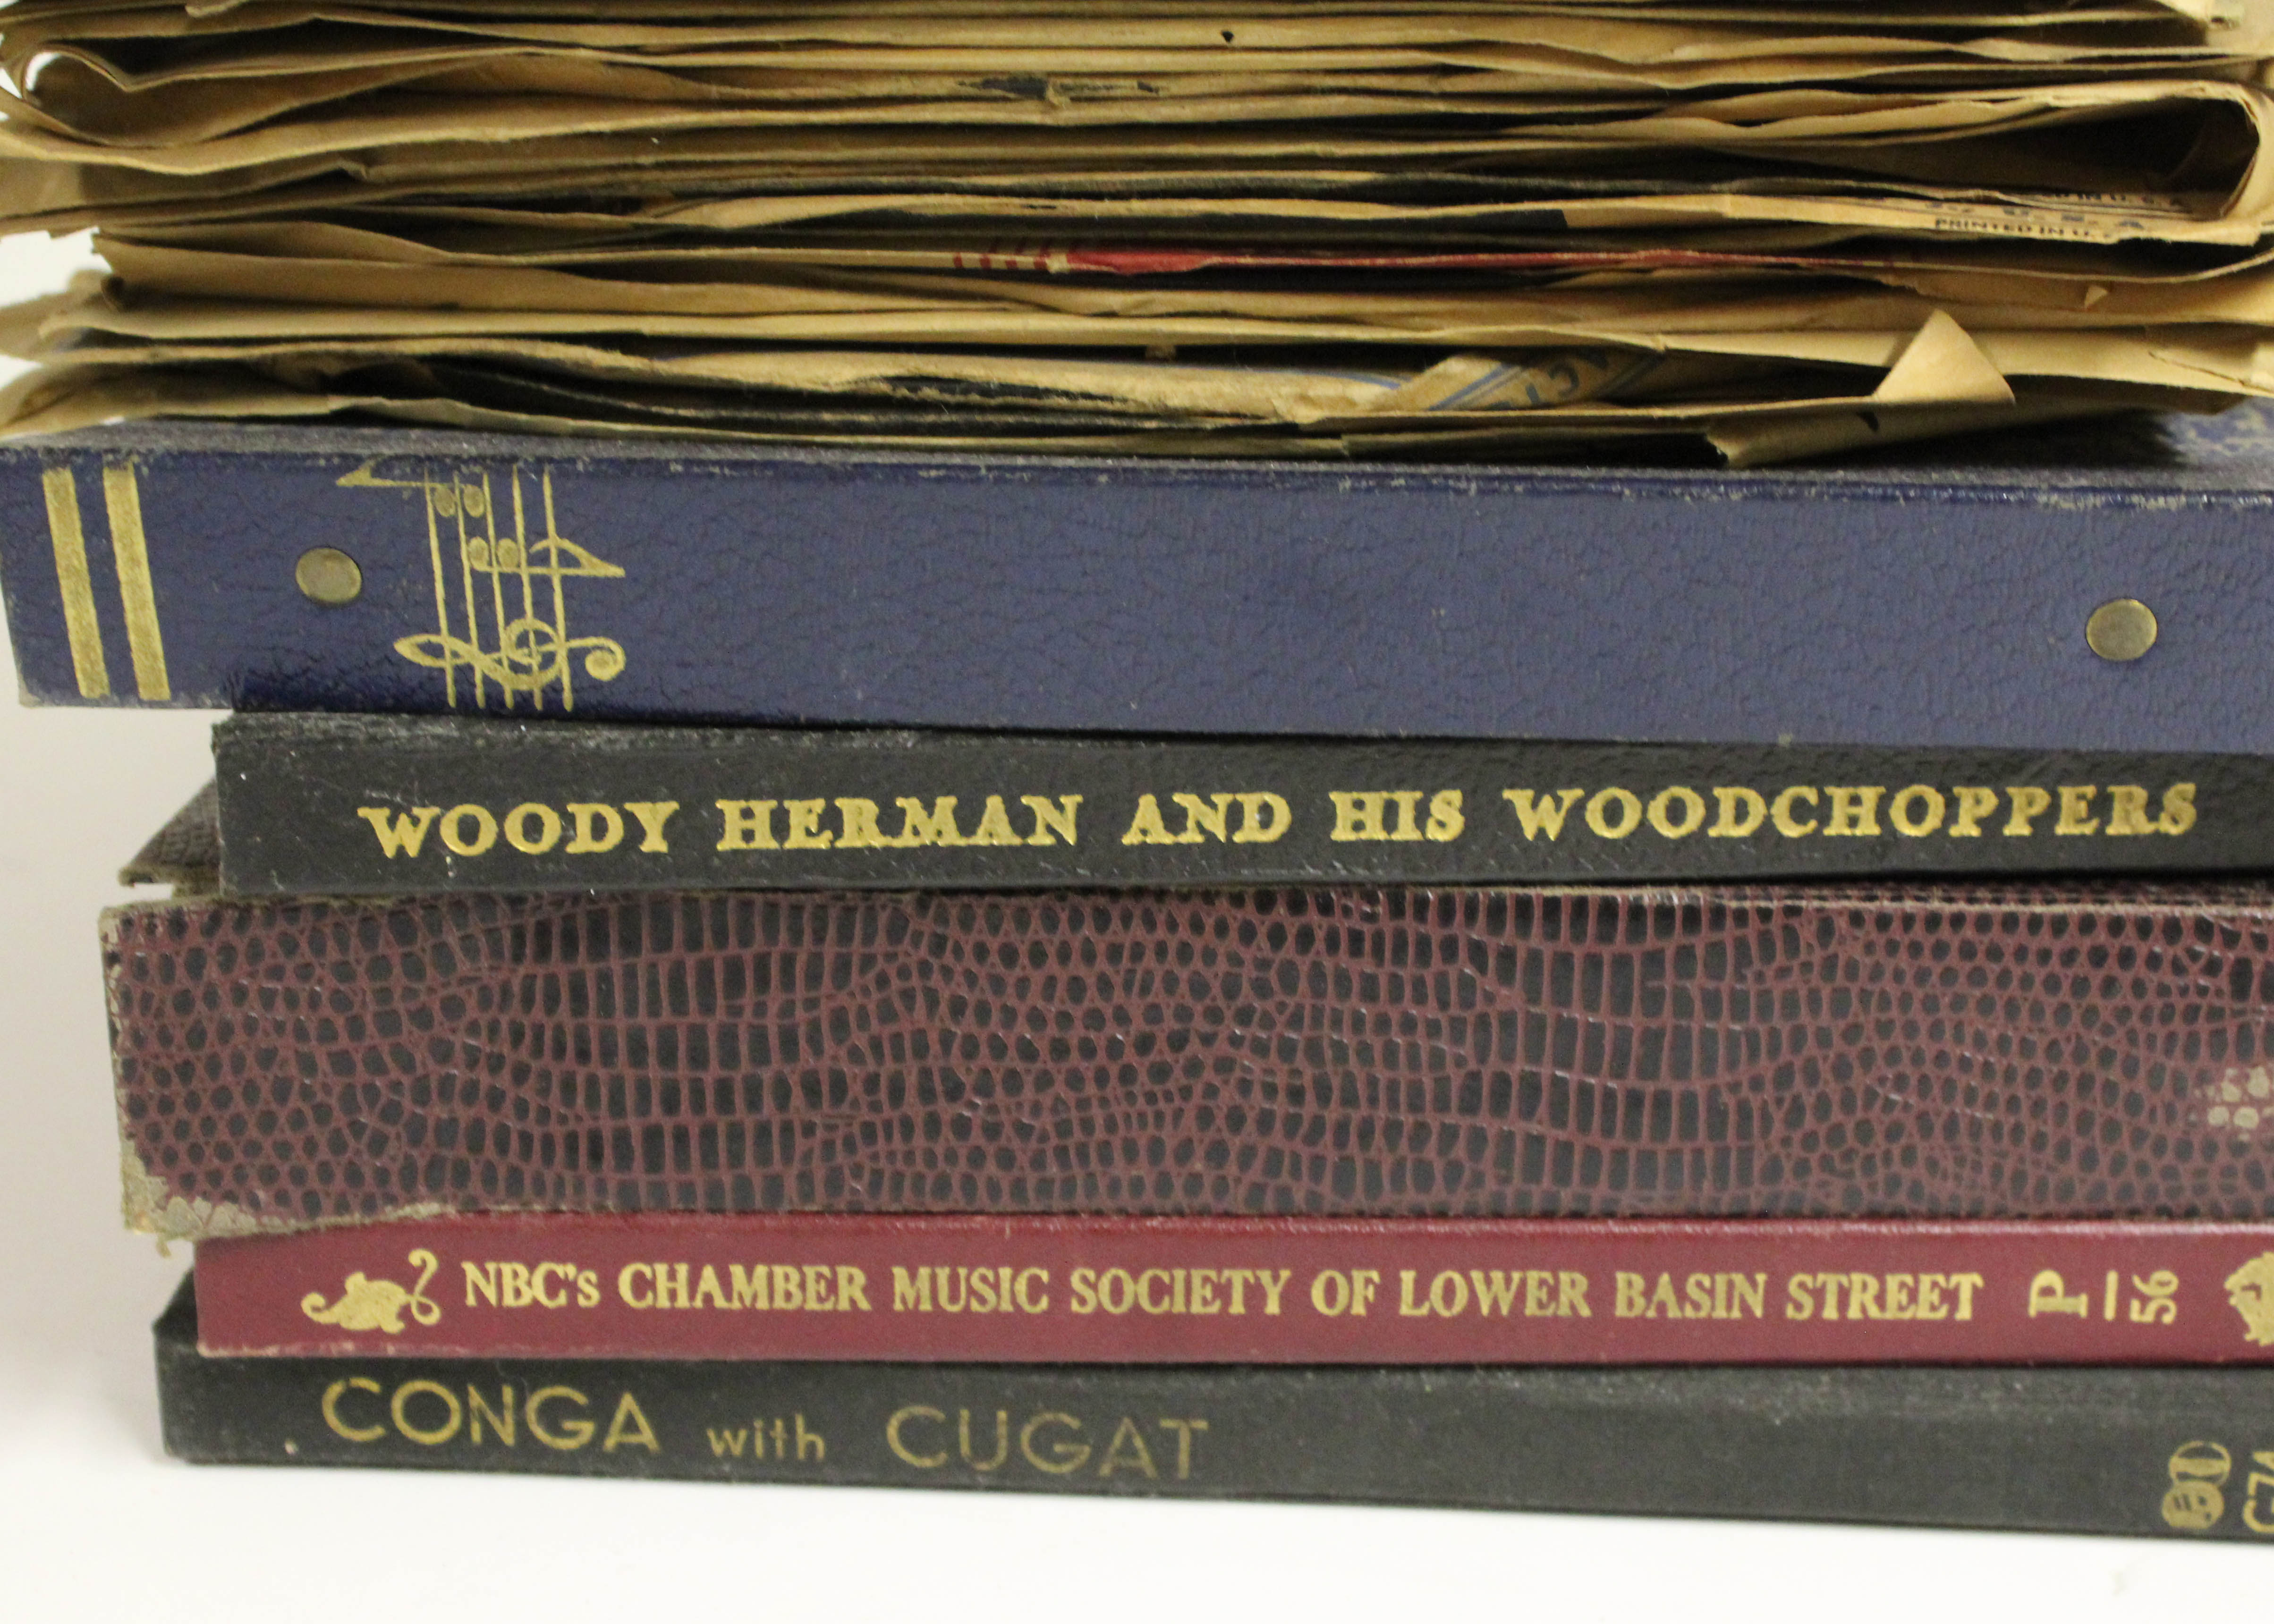 PRINTED IN U.
WOODY HERMAN AND HIS WOODCHOPPERS
NBC's CHAMBER MUSIC SOCIETY OF LOWER BASIN STREET P-56
CONGA with CUGAT